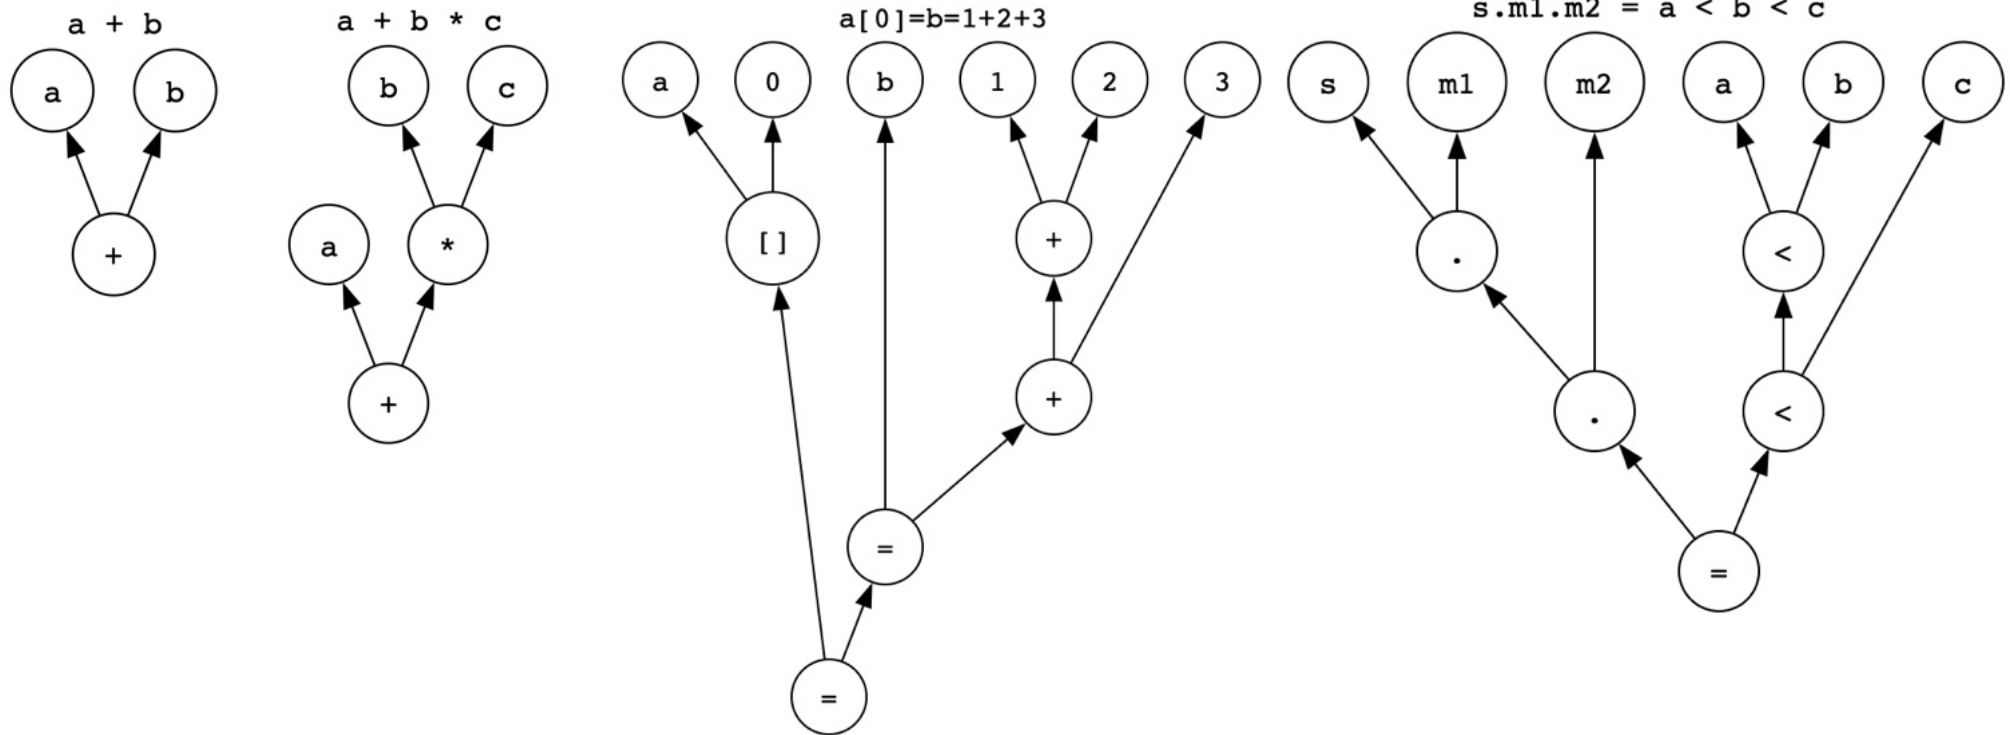 a + b
a + b * c
a[0]=b=1+2+3
s.m1.m2 = a < b < c
a b
+
b c
a *
+
a 0 b 1 2 3
[] +
+
=
=
s m1 m2 a b c
. <
. <
=